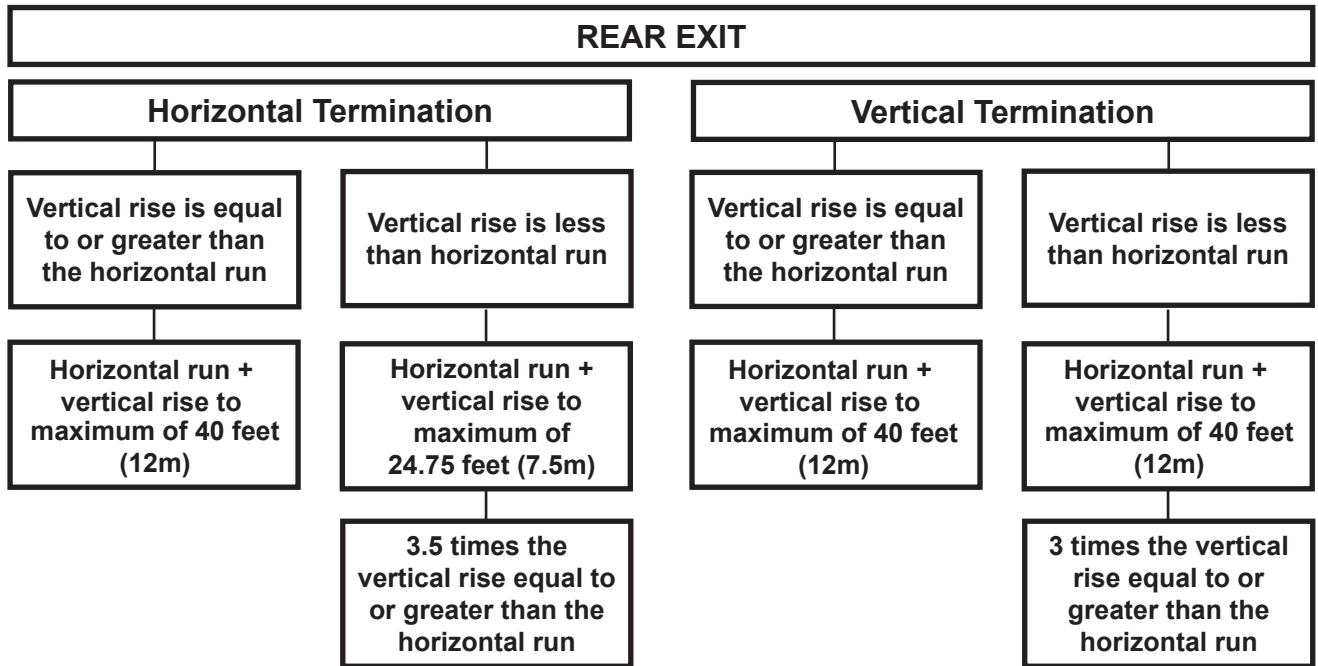 REAR EXIT
Horizontal Termination
Vertical rise is equal
to or greater than
the horizontal run
Horizontal run +
vertical rise to
maximum of 40 feet
(12m)
Vertical rise is less
than horizontal run
Horizontal run +
vertical rise to
maximum of
24.75 feet (7.5m)
3.5 times the
vertical rise equal to
or greater than the
horizontal run
Vertical Termination
Vertical rise is equal
to or greater than
the horizontal run
Horizontal run +
vertical rise to
maximum of 40 feet
(12m)
Vertical rise is less
than horizontal run
Horizontal run +
vertical rise to
maximum of 40 feet
(12m)
3 times the vertical
rise equal to or
greater than the
horizontal run